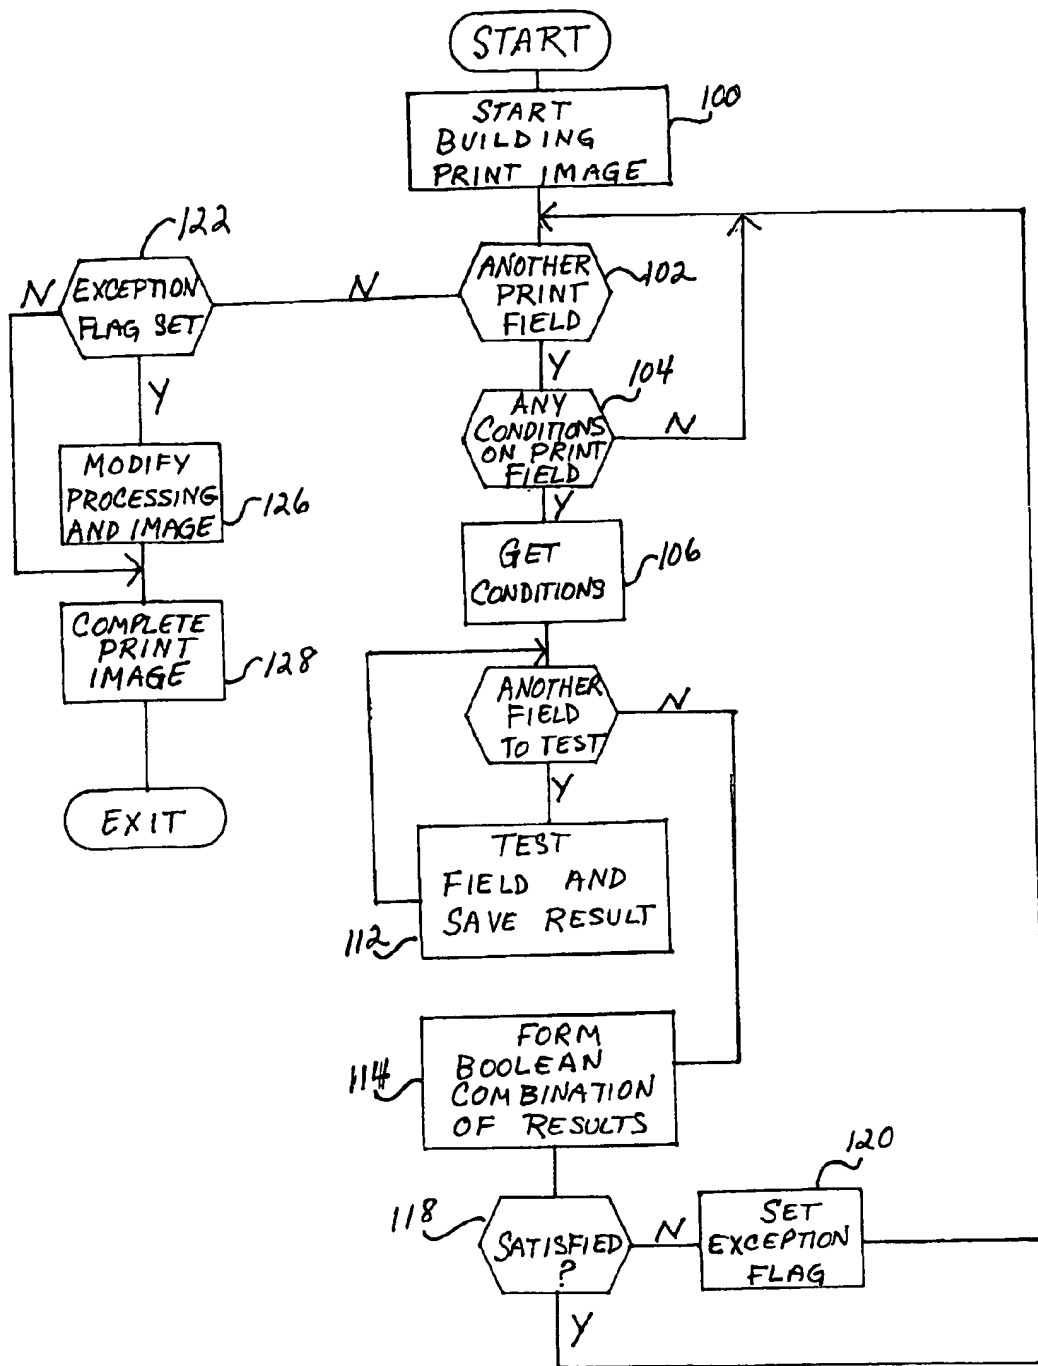 START
100
START
BUILDING
PRINT IMAGE
122
EXCEPTION
FLAG SET
N
N
ANOTHER
PRINT
FIELD
102
Y
Y
104
ANY
CONDITIONS
ON PRINT
FIELD
N
MODIFY
PROCESSING
AND IMAGE
126
Y
GET
CONDITIONS
106
COMPLETE
PRINT
IMAGE
128
ANOTHER
FIELD
TO TEST
N
EXIT
Y
TEST
FIELD AND
SAVE RESULT
112
FORM
BOOLEAN
COMBINATION
OF RESULTS
114
120
118
SATISFIED
?
N
SET
EXCEPTION
FLAG
Y